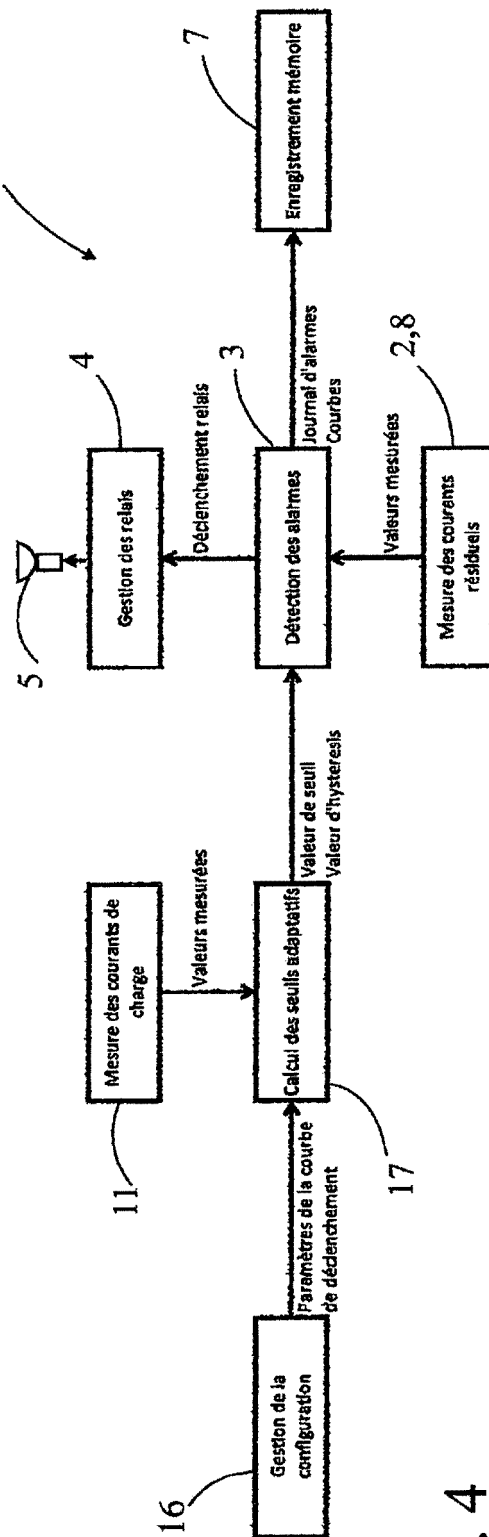 16
Gestion de la
configuration
Paramètres de la courbe
de déclenchement
11
Mesure des courants de
charge
Valeurs mesurées
Calcul des seuils adaptatifs
17
Valeur de seuil
Valeur d'hysteresis
5
4
Gestion des relais
Déclenchement relais
3
Détection des alarmes
Valeurs mesurées
Mesure des courants
résiduels
2,8
Journal d'alarmes
Courbes
7
Enregistrement mémoire
. 4